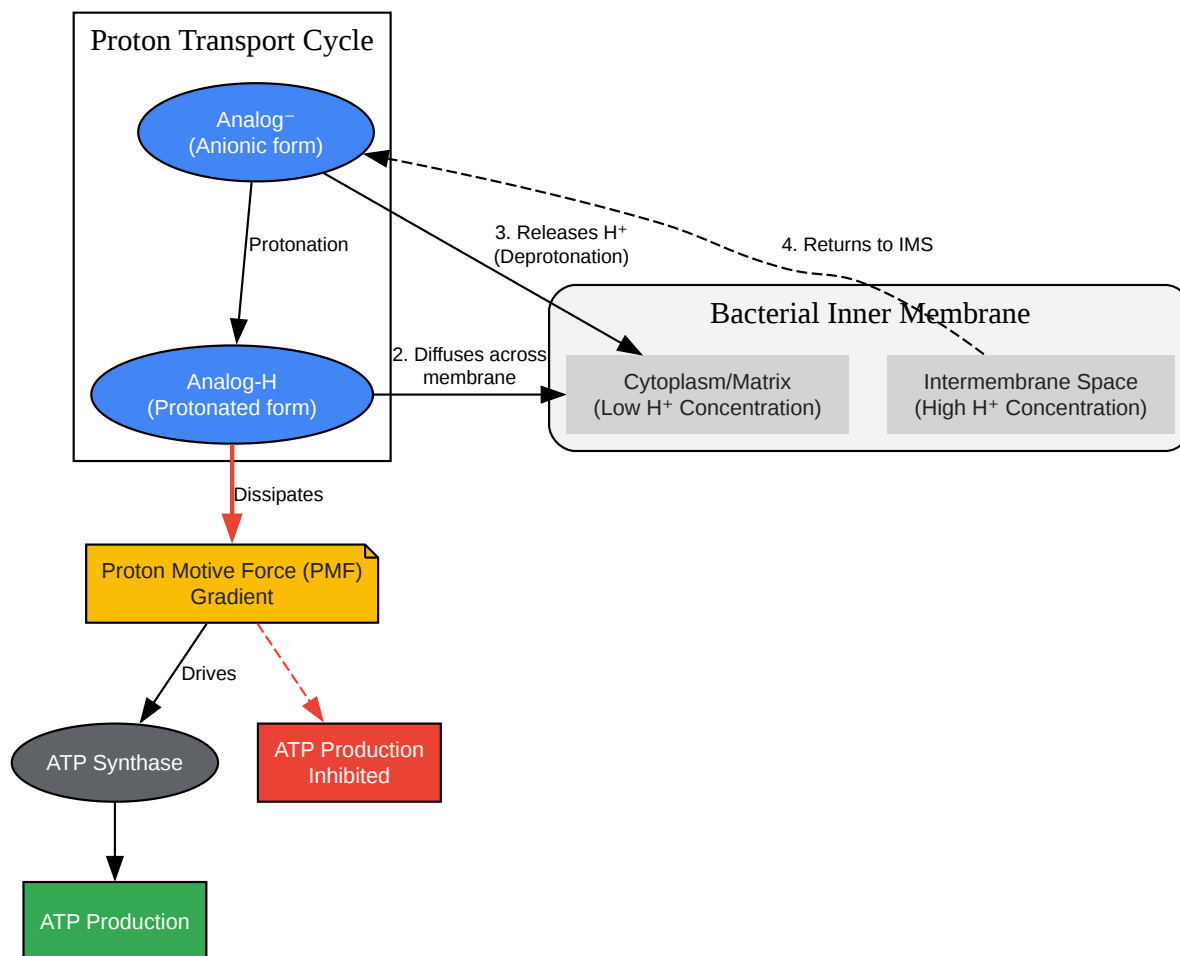 Proton Transport Cycle
Analog⁻
(Anionic form)
Protonation
3. Releases H⁺
(Deprotonation)
4. Returns to IMS
Bacterial Inner Membrane
Analog-H
(Protonated form)
2. Diffuses across
membrane
Cytoplasm/Matrix
(Low H⁺ Concentration)
Intermembrane Space
(High H⁺ Concentration)
Dissipates
Proton Motive Force (PMF)
Gradient
Drives
ATP Synthase
ATP Production
Inhibited
ATP Production